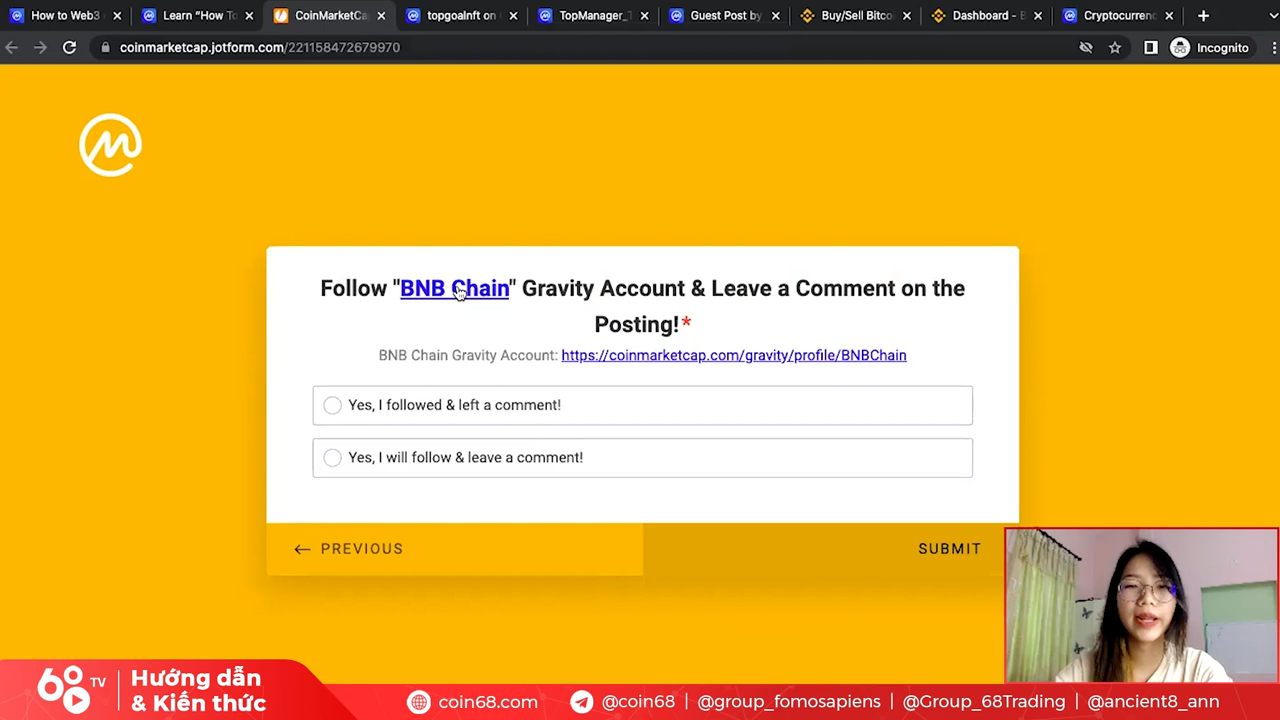 How to Web3
Learn "How To
CoinMarketCa
topgoalnft on
TopManager_T
Guest Post by
Buy/Sell Bitco
Dashboard - B
Cryptocurrenc
coinmarketcap.jotform.com/221158472679970
Incognito
Follow "BNB Chain" Gravity Account & Leave a Comment on the
Posting!*
BNB Chain Gravity Account: https://coinmarketcap.com/gravity/profile/BNBChain
Yes, I followed & left a comment!
Yes, I will follow & leave a comment!
← PREVIOUS
SUBMIT
68 TV
Hướng dẫn
& Kiến thức
coin68.com
@coin68 | @group_fomosapiens | @Group_68Trading | @ancient8_ann